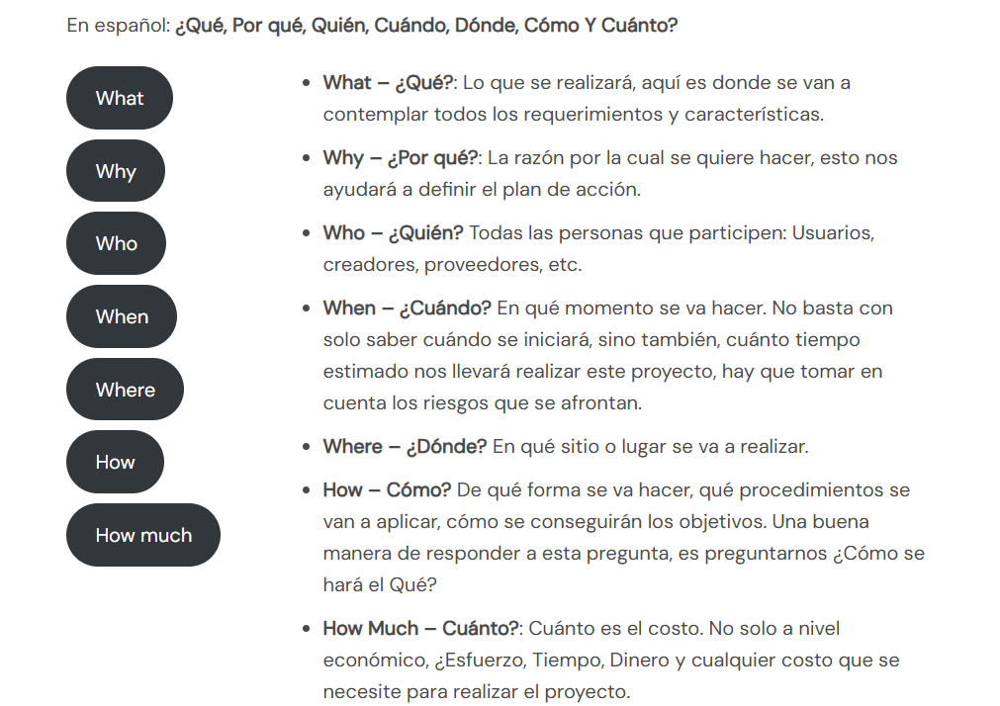 En español: ¿Qué, Por qué, Quién, Cuándo, Dónde, Cómo Y Cuánto?
What
Why
Who
When
Where
How
How much
• What – ¿Qué?: Lo que se realizará, aquí es donde se van a
contemplar todos los requerimientos y características.
• Why – ¿Por qué?: La razón por la cual se quiere hacer, esto nos
ayudará a definir el plan de acción.
• Who – ¿Quién? Todas las personas que participen: Usuarios,
creadores, proveedores, etc.
• When – ¿Cuándo? En qué momento se va hacer. No basta con
solo saber cuándo se iniciará, sino también, cuánto tiempo
estimado nos llevará realizar este proyecto, hay que tomar en
cuenta los riesgos que se afrontan.
• Where – ¿Dónde? En qué sitio o lugar se va a realizar.
• How – Cómo? De qué forma se va hacer, qué procedimientos se
van a aplicar, cómo se conseguirán los objetivos. Una buena
manera de responder a esta pregunta, es preguntarnos ¿Cómo se
hará el Qué?
• How Much – Cuánto?: Cuánto es el costo. No solo a nivel
económico, ¿Esfuerzo, Tiempo, Dinero y cualquier costo que se
necesite para realizar el proyecto.